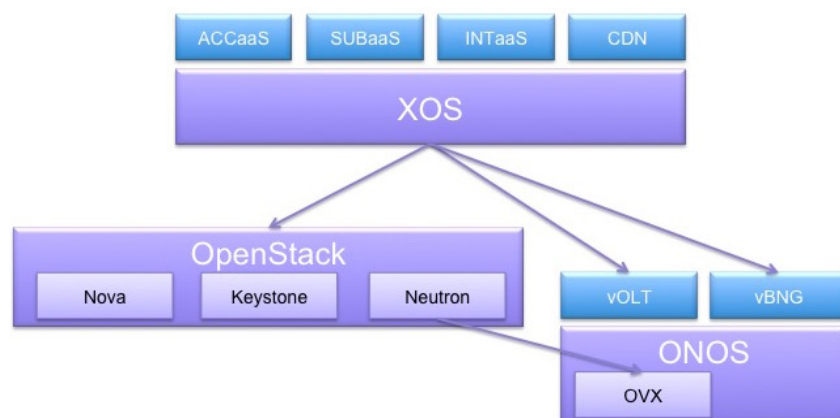 ACCaaS SUBaaS INTaaS CDN
XOS
OpenStack
Nova Keystone Neutron
vOLT vBNG
ONOS
OVX